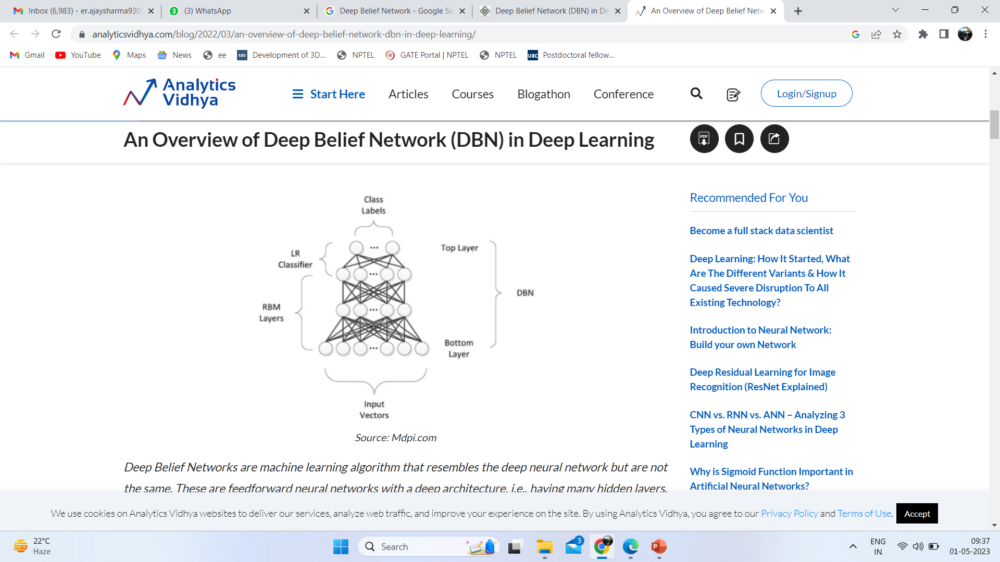 Inbox (6,983) - er.ajaysharma930
(3) WhatsApp
Deep Belief Network - Google Se
Deep Belief Network (DBN) in De
An Overview of Deep Belief Netw
analyticsvidhya.com/blog/2022/03/an-overview-of-deep-belief-network-dbn-in-deep-learning/
Gmail
YouTube
Maps
News
ee
tds
Development of 3D...
NPTEL
GATE Portal | NPTEL
NPTEL
UBC
Postdoctoral fellow...
Analytics
Vidhya
Start Here
Articles
Courses
Blogathon
Conference
Login/Signup
An Overview of Deep Belief Network (DBN) in Deep Learning
PDF
Class
Labels
LR
Classifier
Top Layer
DBN
RBM
Layers
Bottom
Layer
Input
Vectors
Source: Mdpi.com
Deep Belief Networks are machine learning algorithm that resembles the deep neural network but are not
the same. These are feedforward neural networks with a deep architecture, i.e., having many hidden layers.
Recommended For You
Become a full stack data scientist
Deep Learning: How It Started, What
Are The Different Variants & How It
Caused Severe Disruption To All
Existing Technology?
Introduction to Neural Network:
Build your own Network
Deep Residual Learning for Image
Recognition (ResNet Explained)
CNN vs. RNN vs. ANN – Analyzing 3
Types of Neural Networks in Deep
Learning
Why is Sigmoid Function Important in
Artificial Neural Networks?
We use cookies on Analytics Vidhya websites to deliver our services, analyze web traffic, and improve your experience on the site. By using Analytics Vidhya, you agree to our Privacy Policy and Terms of Use.
Accept
22°C
Haze
Search
3
ENG
IN
09:37
01-05-2023